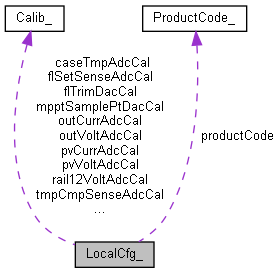 Calib_
ProductCode_
caseTmpAdcCal
flSetSenseAdcCal
flTrimDacCal
mpptSamplePtDacCal
outCurrAdcCal
outVoltAdcCal
pvCurrAdcCal
pvVoltAdcCal
rail12VoltAdcCal
tmpCmpSenseAdcCal
...
productCode
LocalCfg_